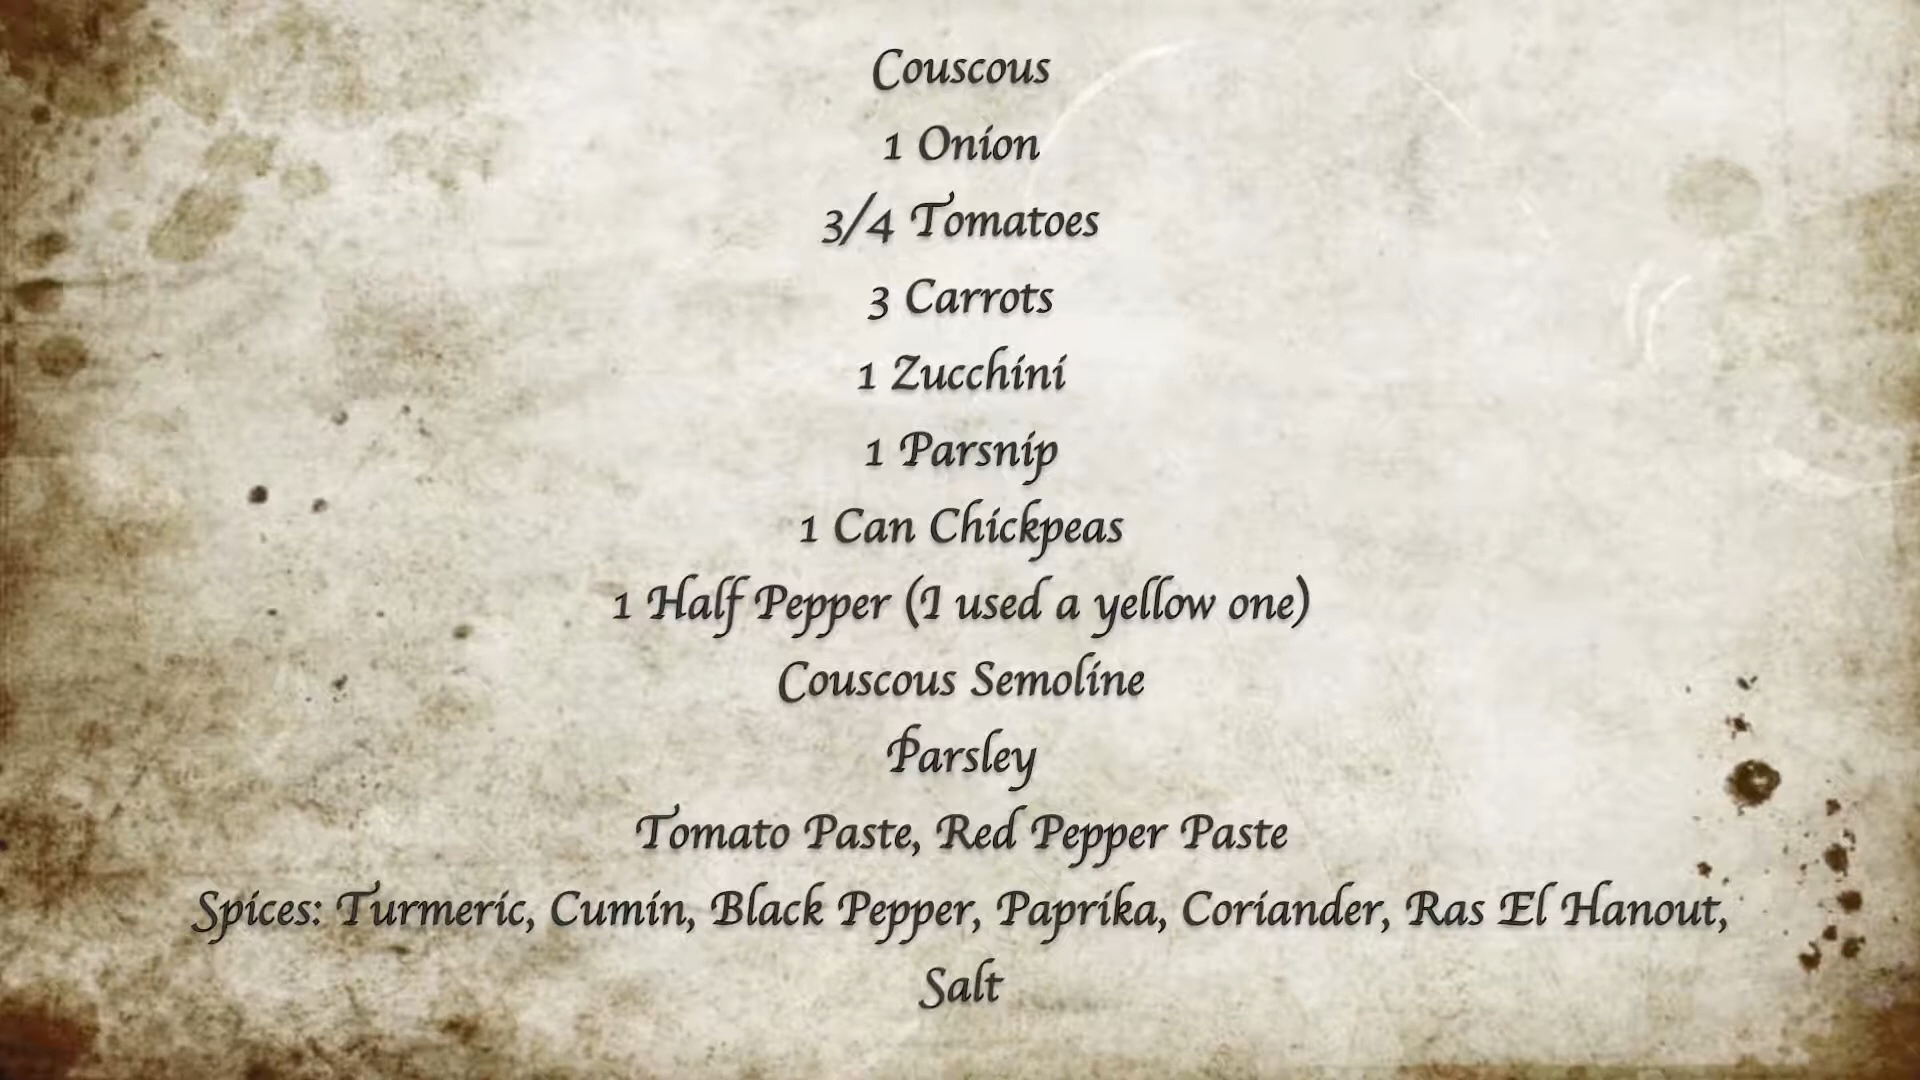 Couscous
1 Onion
3/4 Tomatoes
3 Carrots
1 Zucchini
1 Parsnip
1 Can Chickpeas
1 Half Pepper (I used a yellow one)
Couscous Semoline
Parsley
Tomato Paste, Red Pepper Paste
Spices: Turmeric, Cumin, Black Pepper, Paprika, Coriander, Ras El Hanout,
Salt